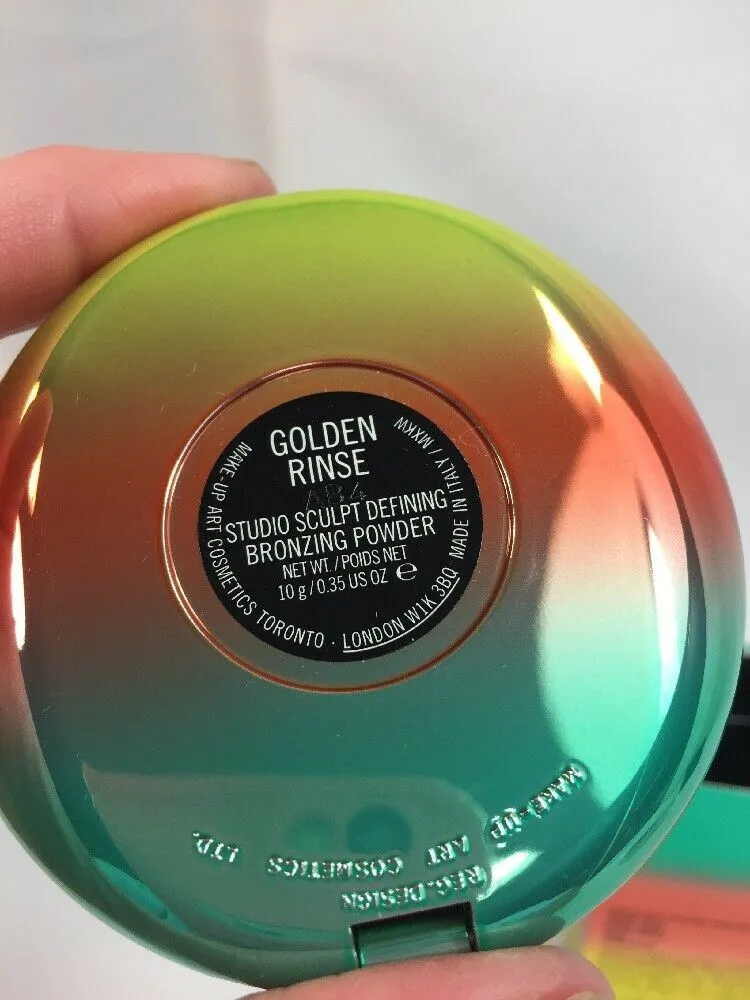 GOLDEN
RINSE
AB4
STUDIO SCULPT DEFINING
BRONZING POWDER
NET WT. / POIDS NET
10 g / 0.35 US OZ ℮
MAKE-UP ART COSMETICS TORONTO · LONDON W1K 3BQ MADE IN ITALY / MXKW
MAKE-UP ART COSMETICS LTD.
REG. DESIGN